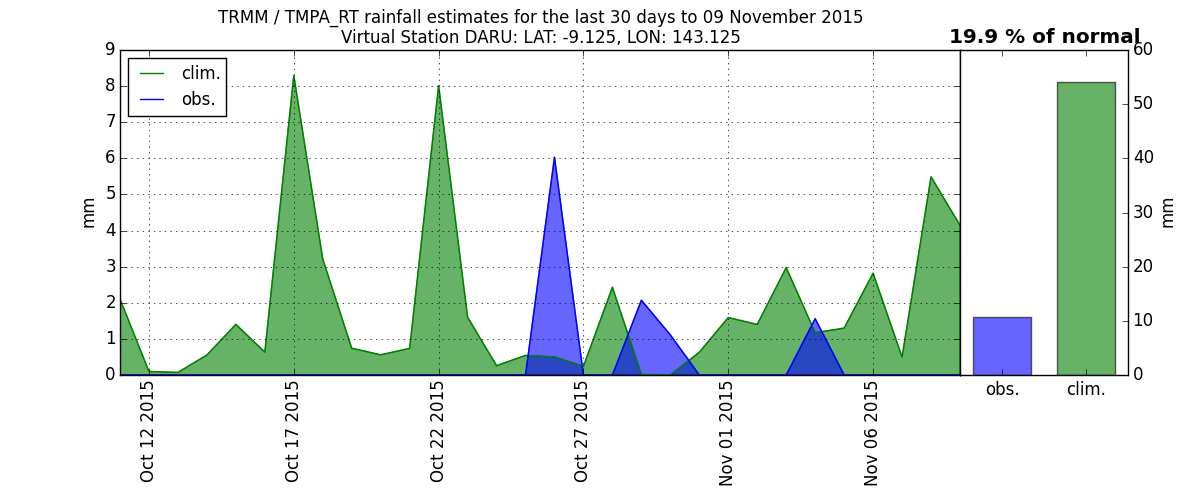 TRMM / TMPA_RT rainfall estimates for the last 30 days to 09 November 2015
Virtual Station DARU: LAT: -9.125, LON: 143.125
19.9 % of normal
clim.
obs.
mm
9
8
7
6
5
4
3
2
1
0
Oct 12 2015
Oct 17 2015
Oct 22 2015
Oct 27 2015
Nov 01 2015
Nov 06 2015
60
50
40
30
20
10
0
mm
obs.
clim.